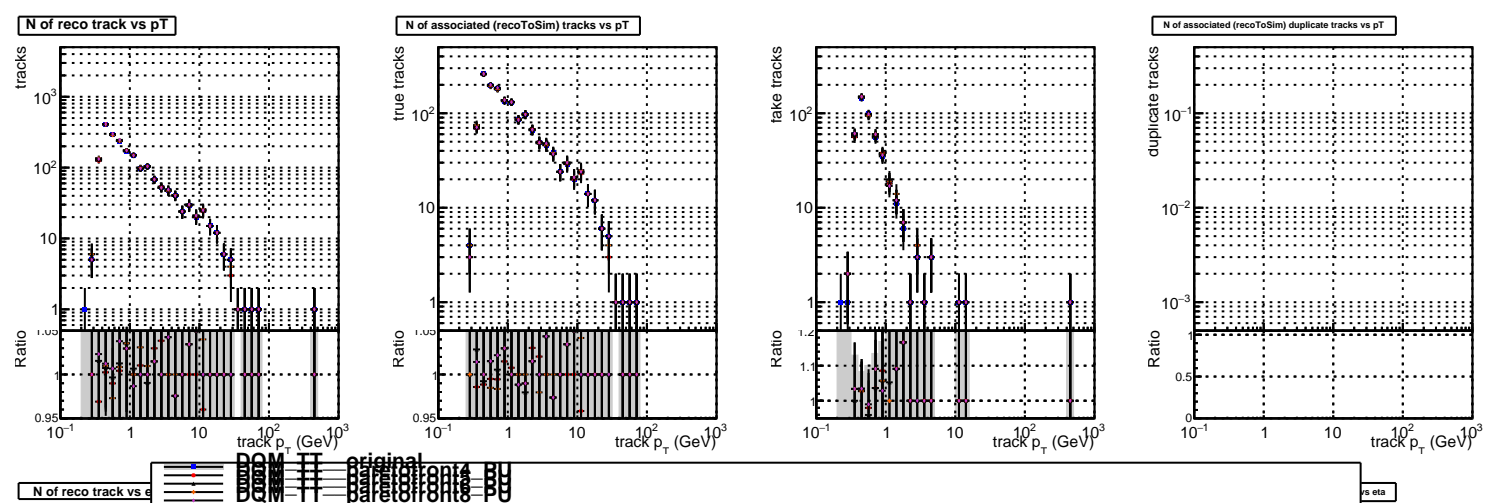 N of reco track vs pT
N of associated (recoToSim) tracks vs pT
N of associated (recoToSim) duplicate tracks vs pT
tracks
true tracks
fake tracks
duplicate tracks
10³
10²
10
1
10²
10
1
10²
10
1
10⁻¹
10⁻²
10⁻³
Ratio
1.05
1
0.95
Ratio
1.05
1
0.95
Ratio
1.2
1.1
1
Ratio
1
0.5
0
10⁻¹ 1 10 10² 10³
track p_T (GeV)
10⁻¹ 1 10 10² 10³
track p_T (GeV)
10⁻¹ 1 10 10² 10³
track p_T (GeV)
10⁻¹ 1 10 10² 10³
track p_T (GeV)
DQM_TT_original
DQM_TT_paretofront4_PU
DQM_TT_paretofront8_PU
N of reco track vs e
vs eta